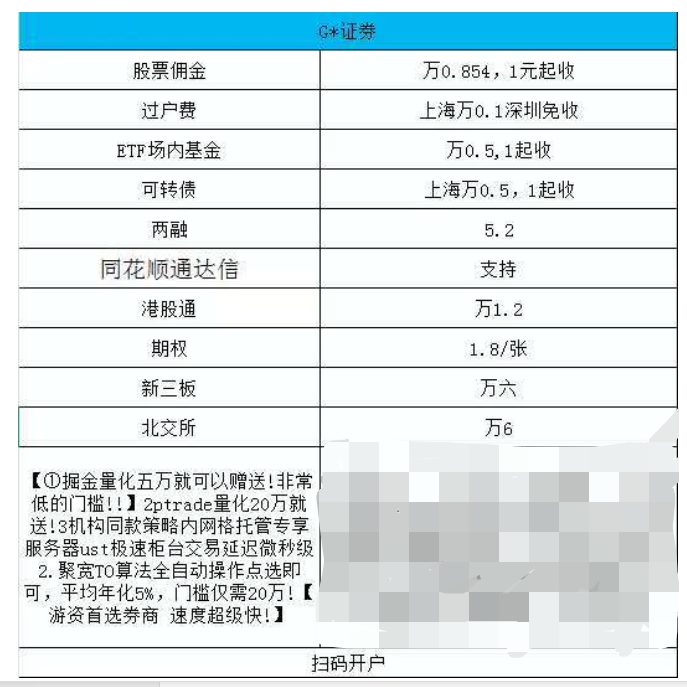 G*证券
股票佣金 万0.854，1元起收
过户费 上海万0.1深圳免收
ETF场内基金 万0.5,1起收
可转债 上海万0.5，1起收
两融 5.2
同花顺通达信 支持
港股通 万1.2
期权 1.8/张
新三板 万六
北交所 万6
【①掘金量化五万就可以赠送!非常
低的门槛!!】2ptrade量化20万就
送!3机构同款策略内网格托管专享
服务器ust极速柜台交易延迟微秒级
2.聚宽TO算法全自动操作点选即
可，平均年化5%，门槛仅需20万!【
游资首选券商 速度超级快!】
扫码开户